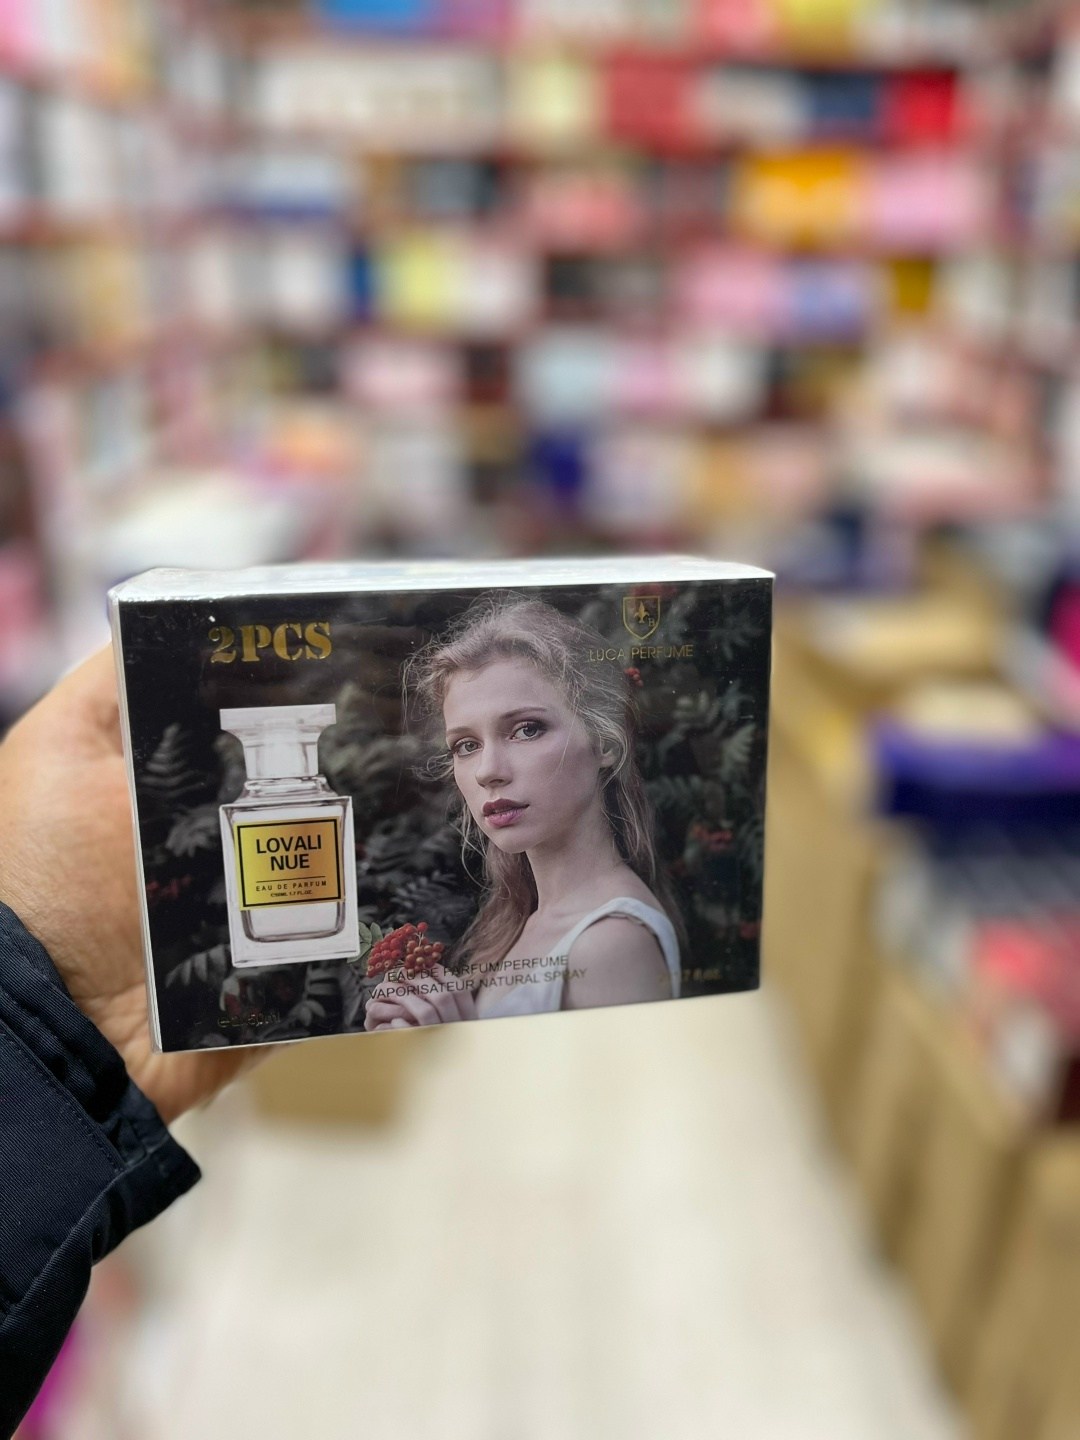 2PCS
LUCA PERFUME
LOVALI
NUE
EAU DE PARFUM
EAU DE PARFUM/PERFUME
VAPORISATEUR NATURAL SPRAY